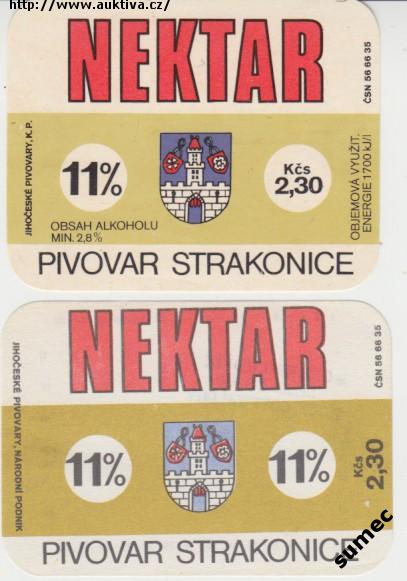 http://www.auktiva.cz/
NEKTAR
JIHOČESKÉ PIVOVARY, K.P.
11%
OBSAH ALKOHOLU
MIN. 2,8%
Kčs
2,30
OBJEMOVÁ VYUŽIT.
ENERGIE 1700 kJ/l
ČSN 56 66 35
PIVOVAR STRAKONICE
NEKTAR
JIHOČESKÉ PIVOVARY, NÁRODNÍ PODNIK
11%
11%
Kčs
2,30
ČSN 56 66 35
PIVOVAR STRAKONICE
sumec